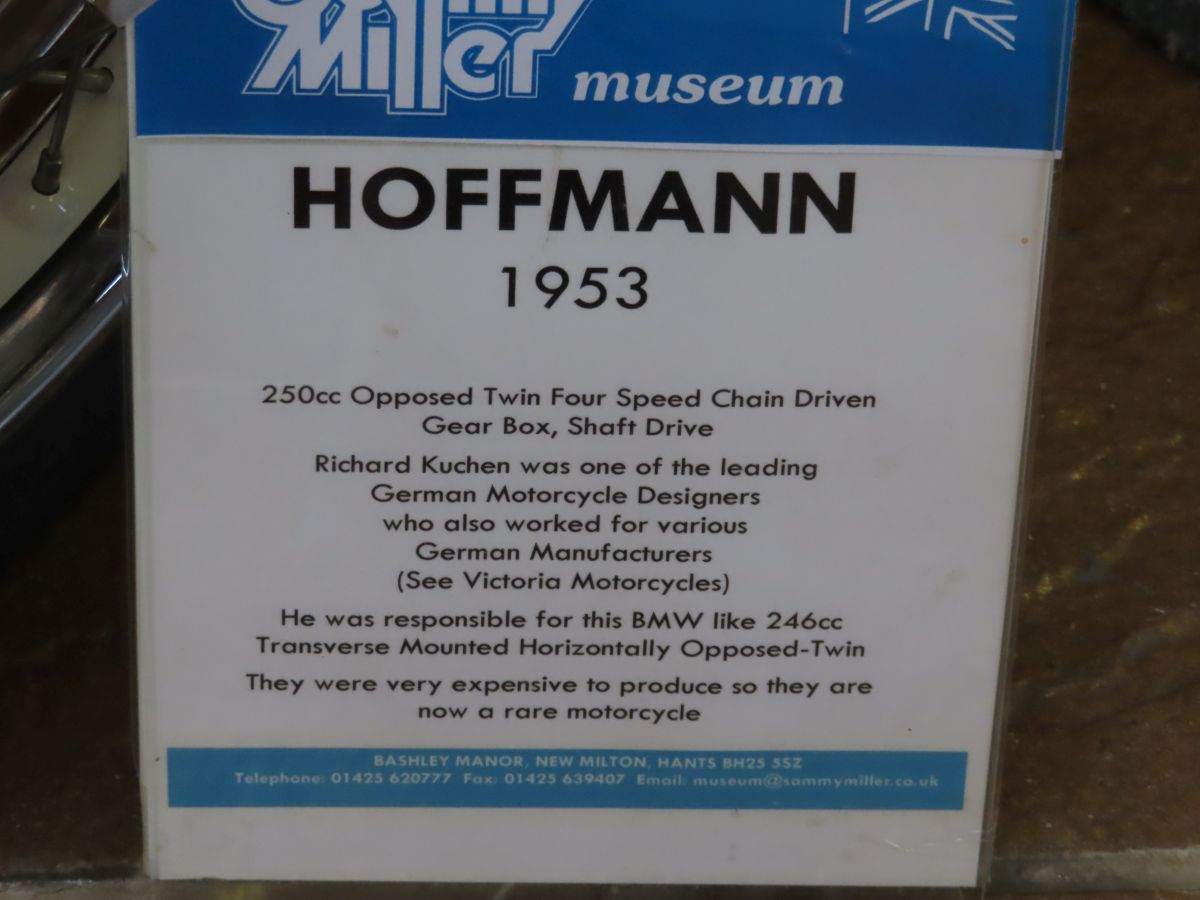 Sammy
Miller
museum
HOFFMANN
1953
250cc Opposed Twin Four Speed Chain Driven
Gear Box, Shaft Drive
Richard Kuchen was one of the leading
German Motorcycle Designers
who also worked for various
German Manufacturers
(See Victoria Motorcycles)
He was responsible for this BMW like 246cc
Transverse Mounted Horizontally Opposed-Twin
They were very expensive to produce so they are
now a rare motorcycle
BASHLEY MANOR, NEW MILTON, HANTS BH25 5SZ
Telephone: 01425 620777 Fax: 01425 639407 Email: museum@sammymiller.co.uk